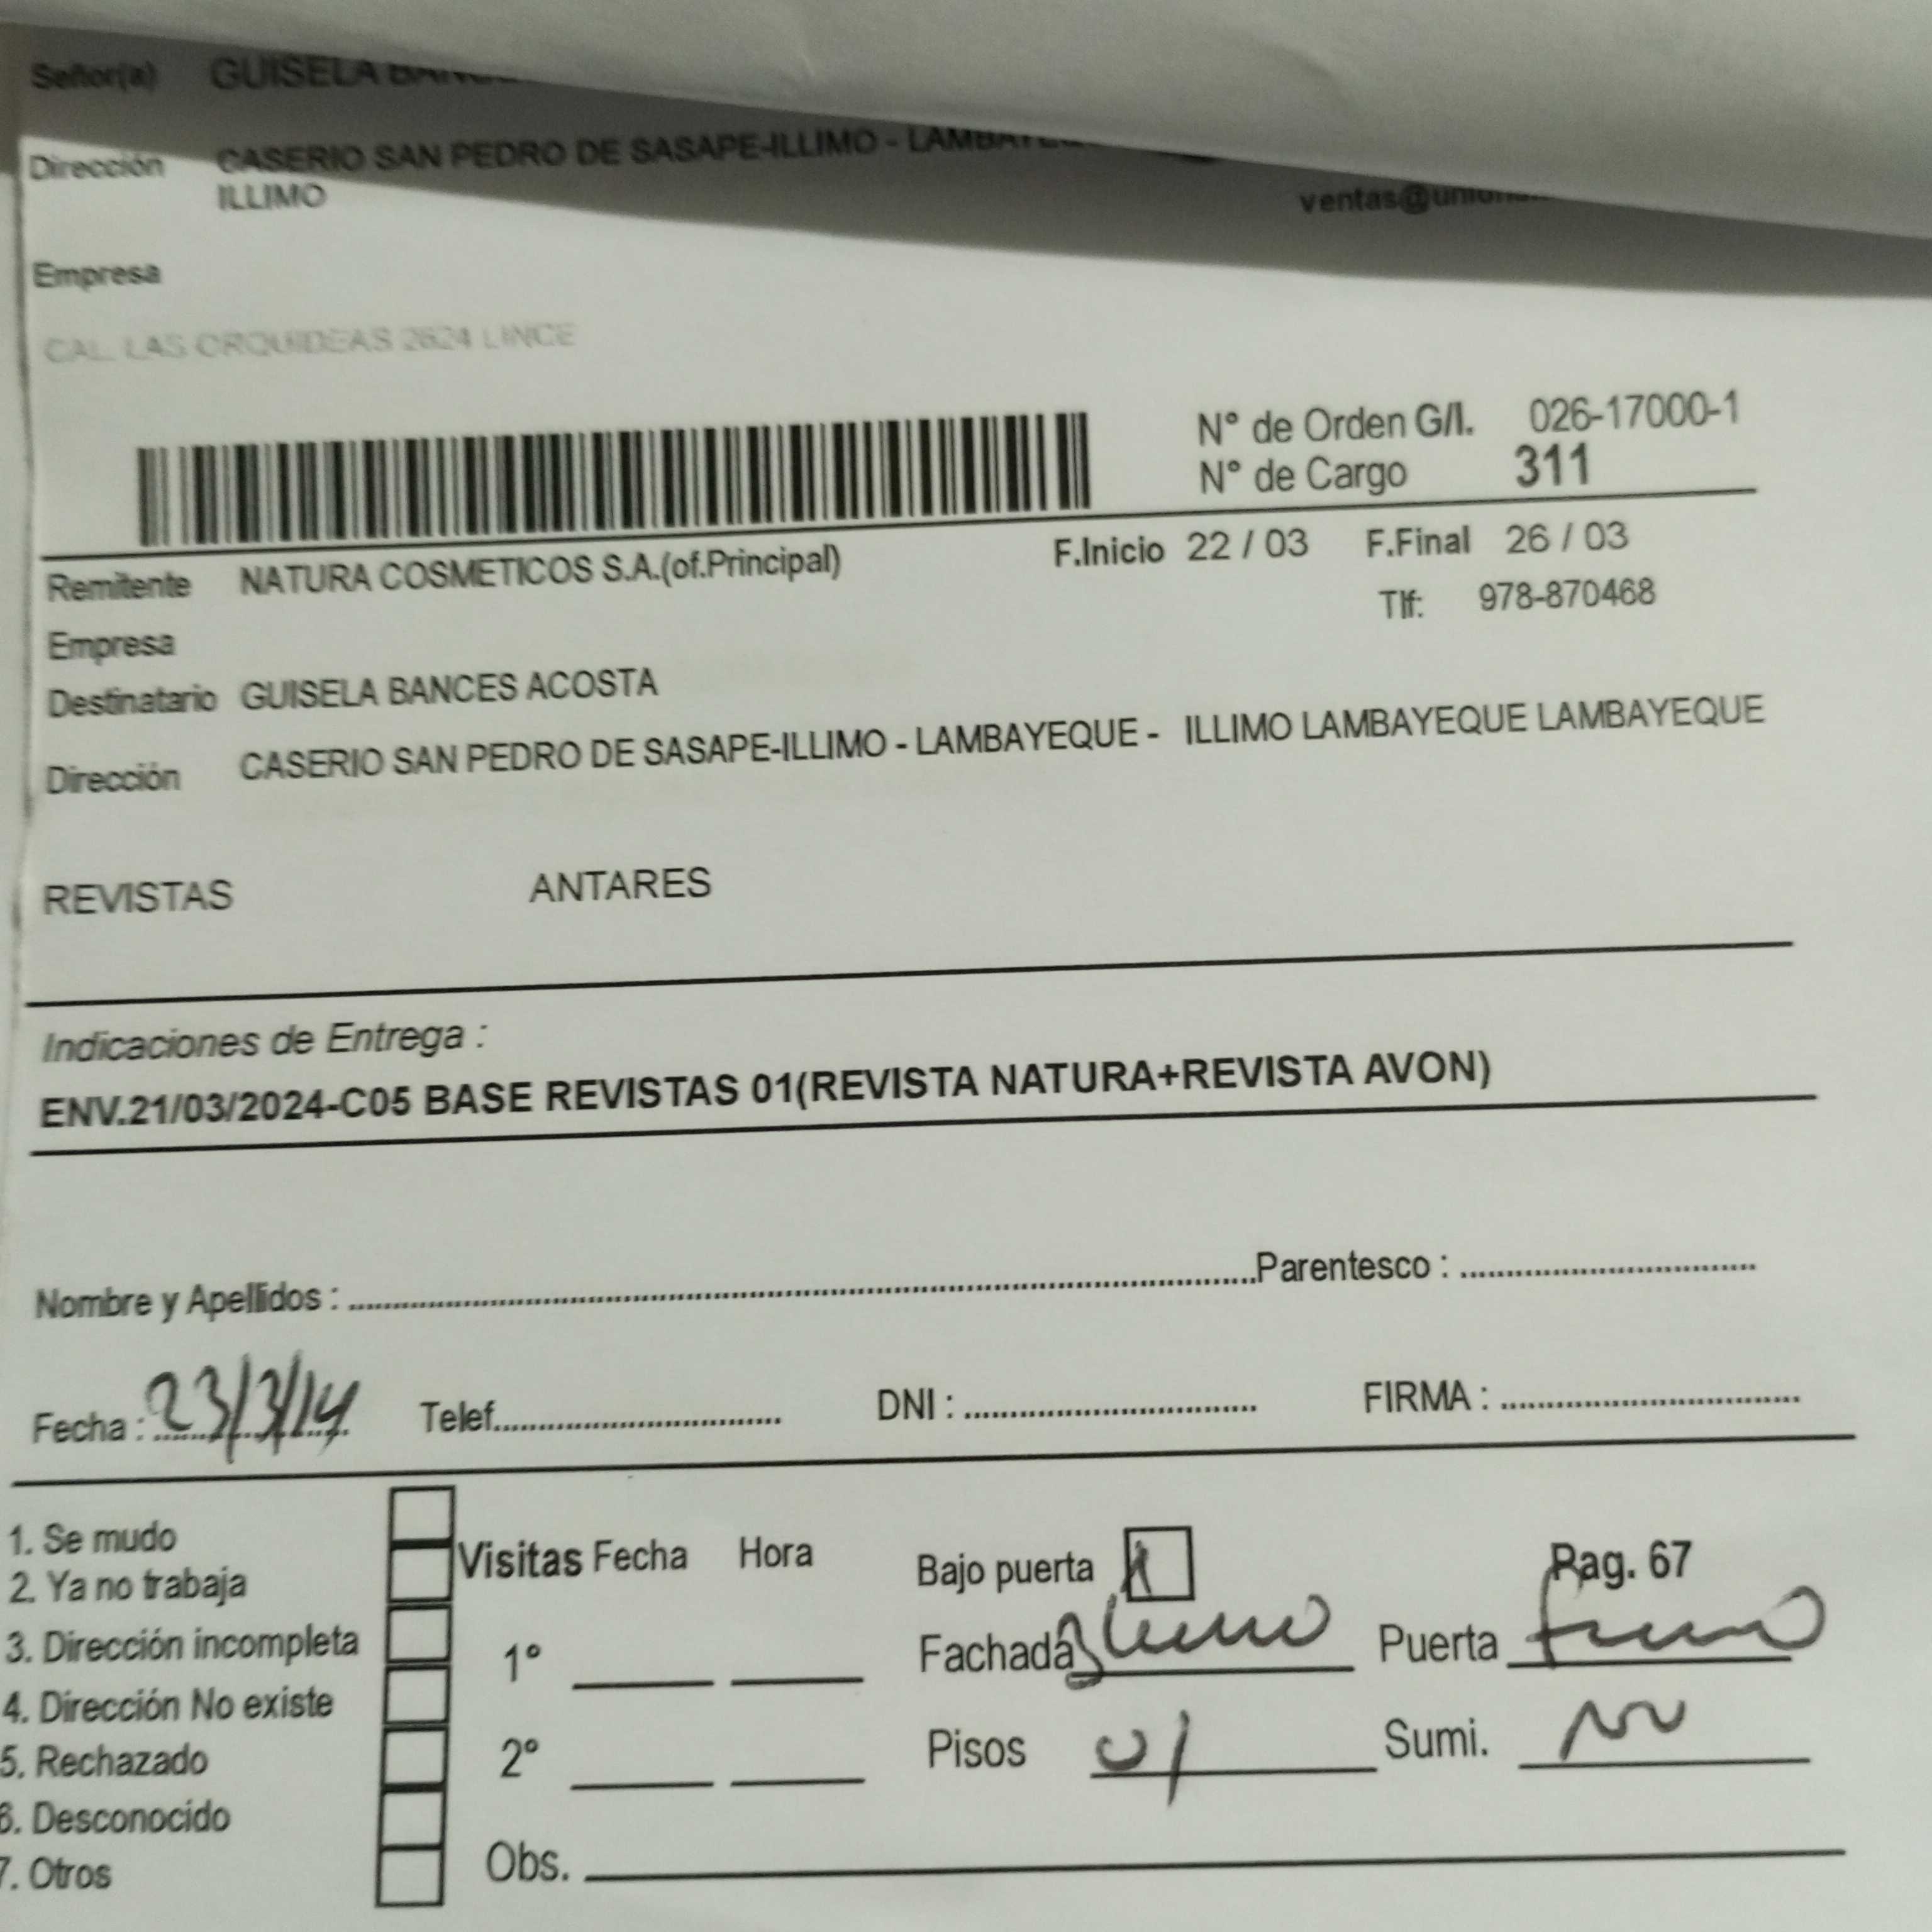 Señor(a) GUISELA
Dirección CASERIO SAN PEDRO DE SASAPE-ILLIMO - LAMBAYE
ILLIMO
ventas@union
Empresa
CAL. LAS ORQUIDEAS 2624 LINCE
N° de Orden G/I. 026-17000-1
N° de Cargo 311
Remitente NATURA COSMETICOS S.A.(of.Principal) F.Inicio 22 / 03 F.Final 26 / 03
Tlf: 978-870468
Empresa
Destinatario GUISELA BANCES ACOSTA
Dirección CASERIO SAN PEDRO DE SASAPE-ILLIMO - LAMBAYEQUE - ILLIMO LAMBAYEQUE LAMBAYEQUE
REVISTAS ANTARES
Indicaciones de Entrega :
ENV.21/03/2024-C05 BASE REVISTAS 01(REVISTA NATURA+REVISTA AVON)
Nombre y Apellidos : Parentesco :
Fecha : 23/3/14 Telef. DNI : FIRMA :
1. Se mudo
2. Ya no trabaja
3. Dirección incompleta
4. Dirección No existe
5. Rechazado
6. Desconocido
7. Otros
Visitas Fecha Hora
1°
2°
Obs.
Bajo puerta Pag. 67
Fachada Puerta
Pisos 01 Sumi.